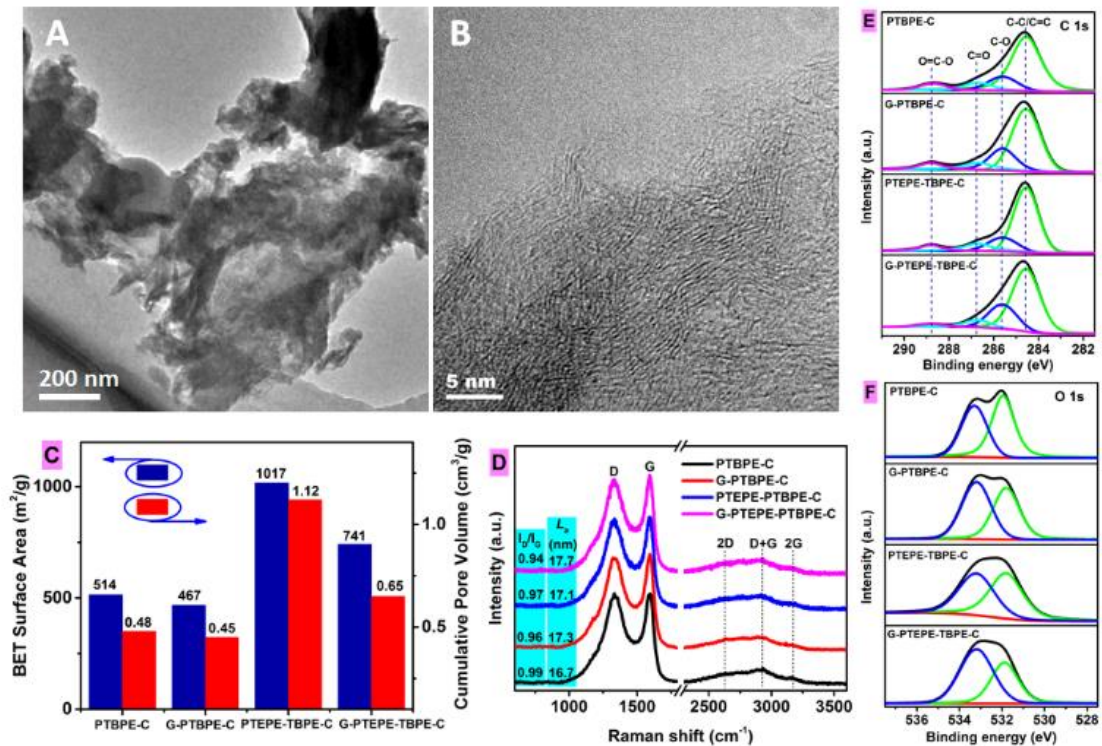 A
200 nm
B
5 nm
C
BET Surface Area (m²/g)
1000
500
0
514
0.48
467
0.45
1017
1.12
741
0.65
PTBPE-C
G-PTBPE-C
PTEPE-TBPE-C
G-PTEPE-TBPE-C
1.0
0.5
Cumulative Pore Volume (cm³/g)
D
Intensity (a.u.)
D
G
PTBPE-C
G-PTBPE-C
PTEPE-PTBPE-C
G-PTEPE-PTBPE-C
I_D/I_G
L_a
(nm)
0.94 17.7
0.97 17.1
0.96 17.3
0.99 16.7
2D D+G 2G
1000 1500 2500 3000 3500
Raman shift (cm⁻¹)
E
PTBPE-C
C-C/C=C
C 1s
O=C-O
C=O
C-O
G-PTBPE-C
PTEPE-TBPE-C
G-PTEPE-TBPE-C
Intensity (a.u.)
290 288 286 284 282
Binding energy (eV)
F
PTBPE-C
O 1s
G-PTBPE-C
PTEPE-TBPE-C
G-PTEPE-TBPE-C
Intensity (a.u.)
536 533 530 528
Binding energy (eV)